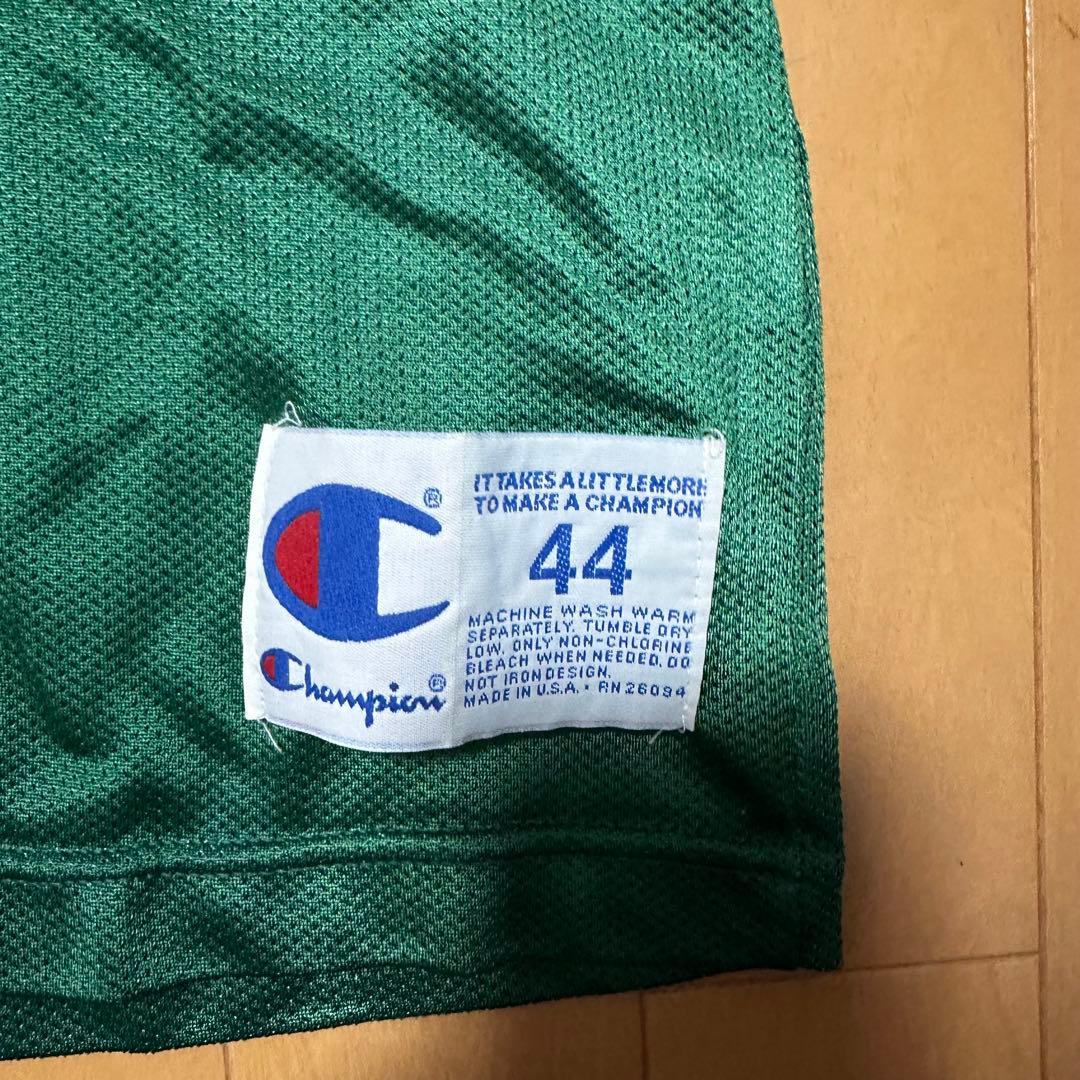 ®
Champion®
IT TAKES A LITTLE MORE
TO MAKE A CHAMPION
44
MACHINE WASH WARM
SEPARATELY. TUMBLE DRY
LOW. ONLY NON-CHLORINE
BLEACH WHEN NEEDED. DO
NOT IRON DESIGN.
MADE IN U.S.A. • RN 26094